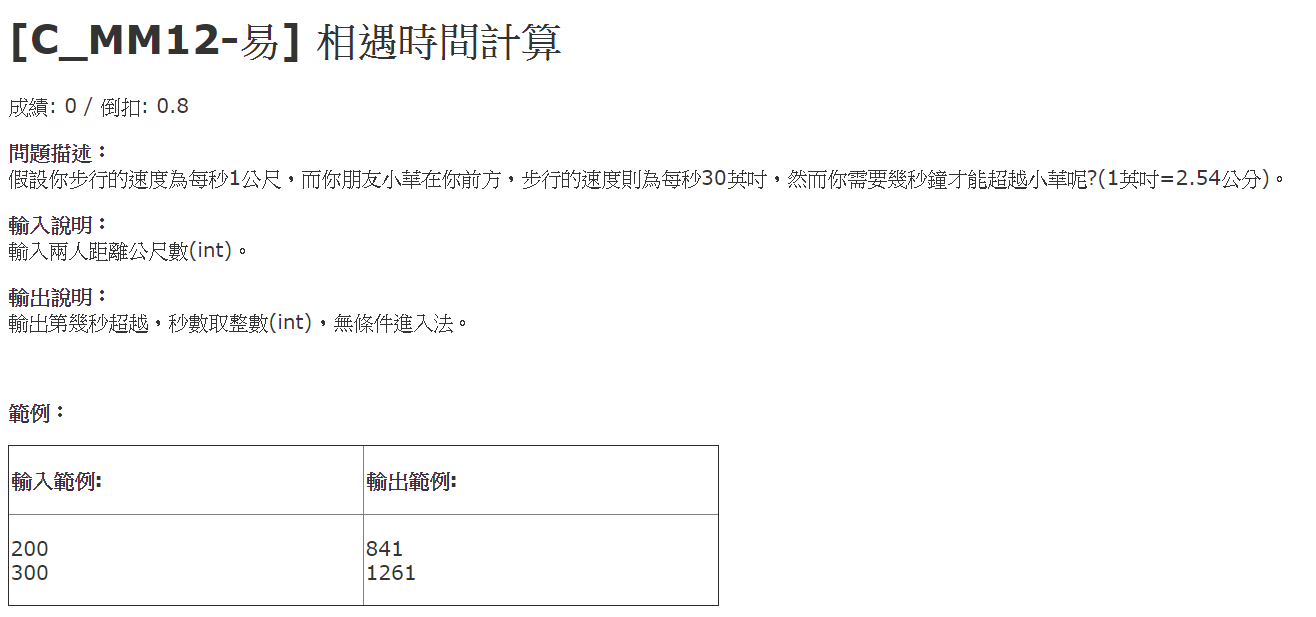 [C_MM12-易] 相遇時間計算
成績: 0 / 倒扣: 0.8
問題描述：
假設你步行的速度為每秒1公尺，而你朋友小華在你前方，步行的速度則為每秒30英吋，然而你需要幾秒鐘才能超越小華呢?(1英吋=2.54公分)。
輸入說明：
輸入兩人距離公尺數(int)。
輸出說明：
輸出第幾秒超越，秒數取整數(int)，無條件進入法。
範例：
輸入範例: 輸出範例:
200 841
300 1261